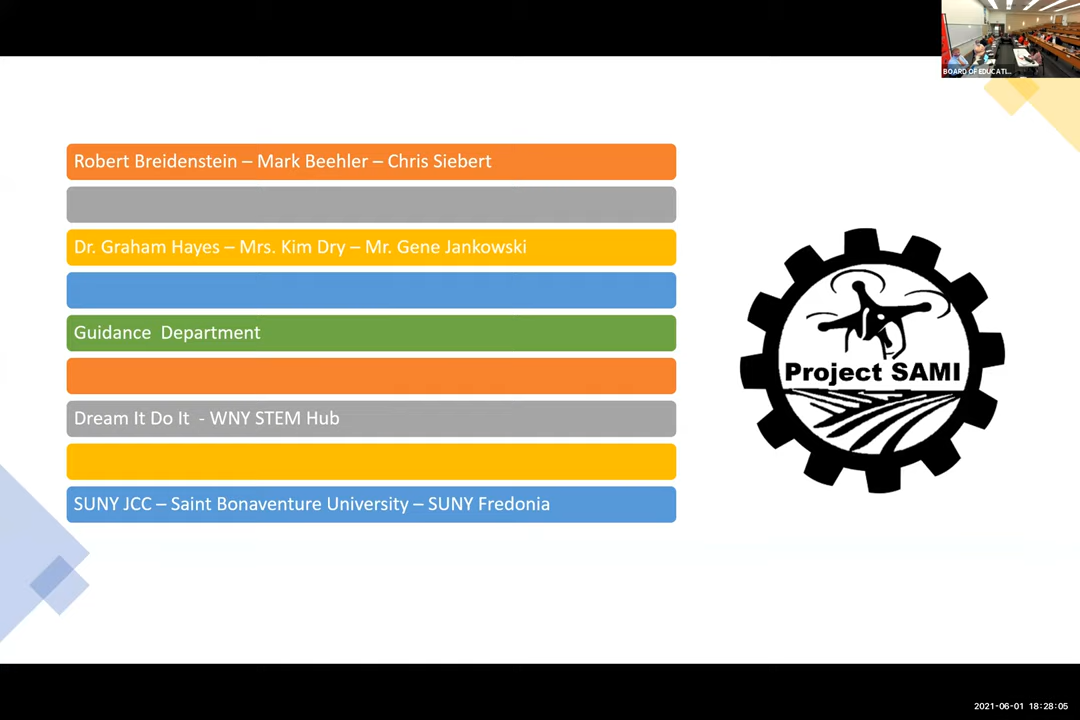 BOARD OF EDUCATI...
Robert Breidenstein – Mark Beehler – Chris Siebert
Dr. Graham Hayes – Mrs. Kim Dry – Mr. Gene Jankowski
Guidance  Department
Project SAMI
Dream It Do It  - WNY STEM Hub
SUNY JCC – Saint Bonaventure University – SUNY Fredonia
2021-06-01 18:28:05